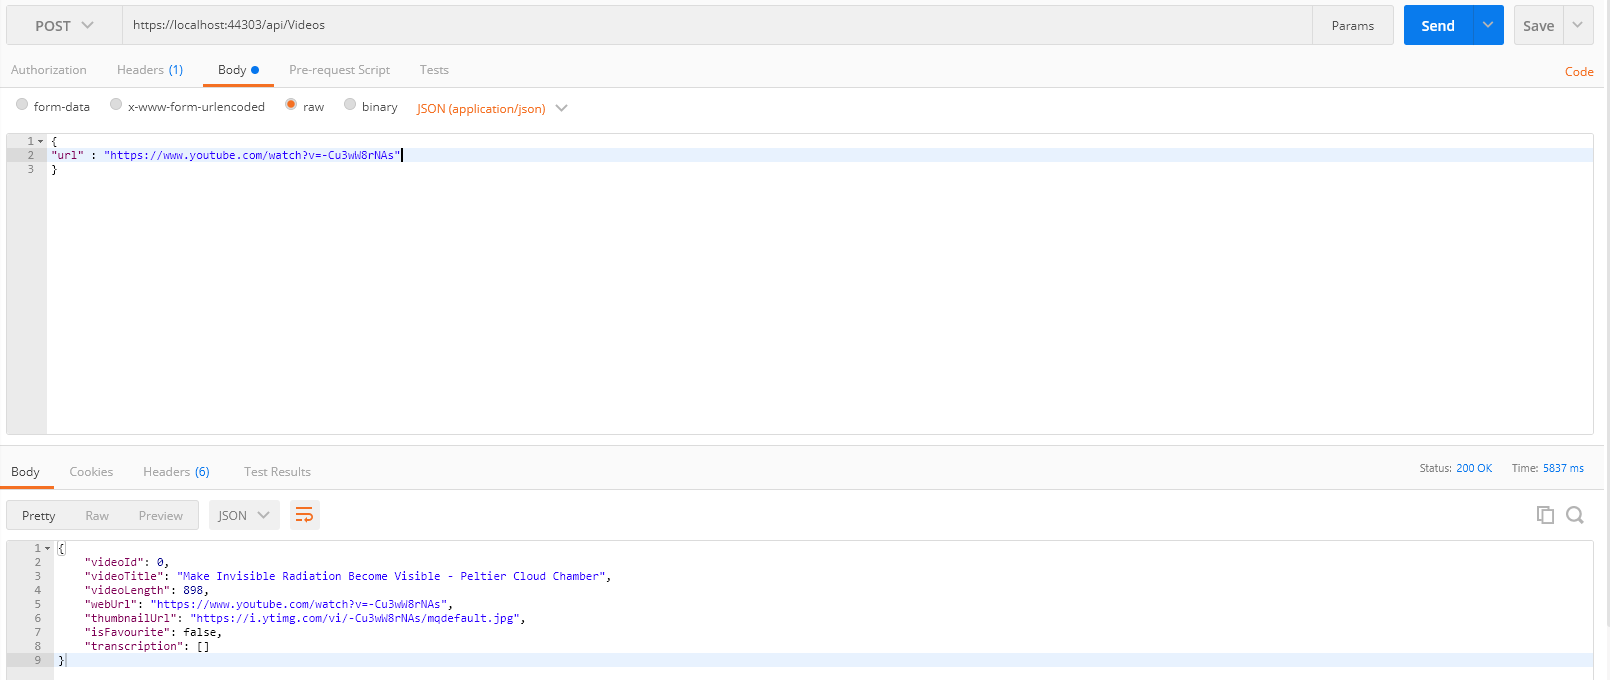 POST https://localhost:44303/api/Videos Params Send Save
Authorization Headers (1) Body Pre-request Script Tests Code
form-data x-www-form-urlencoded raw binary JSON (application/json)
1 {
2 "url" : "https://www.youtube.com/watch?v=-Cu3wW8rNAs"
3 }
Body Cookies Headers (6) Test Results Status: 200 OK Time: 5837 ms
Pretty Raw Preview JSON
1 {
2 "videoId": 0,
3 "videoTitle": "Make Invisible Radiation Become Visible - Peltier Cloud Chamber",
4 "videoLength": 898,
5 "webUrl": "https://www.youtube.com/watch?v=-Cu3wW8rNAs",
6 "thumbnailUrl": "https://i.ytimg.com/vi/-Cu3wW8rNAs/mqdefault.jpg",
7 "isFavourite": false,
8 "transcription": []
9 }